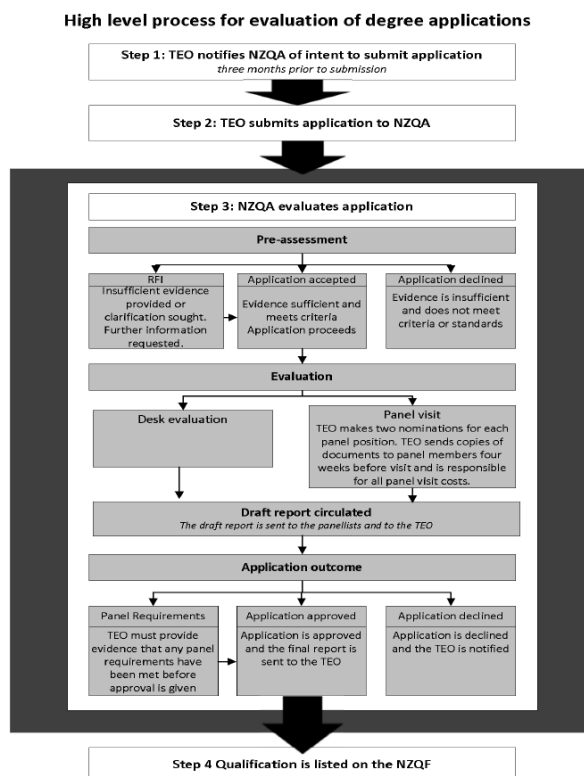 High level process for evaluation of degree applications
Step 1: TEO notifies NZQA of intent to submit application
three months prior to submission
Step 2: TEO submits application to NZQA
Step 3: NZQA evaluates application
Pre-assessment
RFI
Insufficient evidence
provided or
clarification sought.
Further information
requested.
Application accepted
Evidence sufficient and
meets criteria
Application proceeds
Application declined
Evidence is insufficient
and does not meet
criteria or standards
Evaluation
Desk evaluation
Panel visit
TEO makes two nominations for each
panel position. TEO sends copies of
documents to panel members four
weeks before visit and is responsible
for all panel visit costs.
Draft report circulated
The draft report is sent to the panellists and to the TEO
Application outcome
Panel Requirements
TEO must provide
evidence that any panel
requirements have
been met before
approval is given
Application approved
Application is approved
and the final report is
sent to the TEO
Application declined
Application is declined
and the TEO is notified
Step 4 Qualification is listed on the NZQF